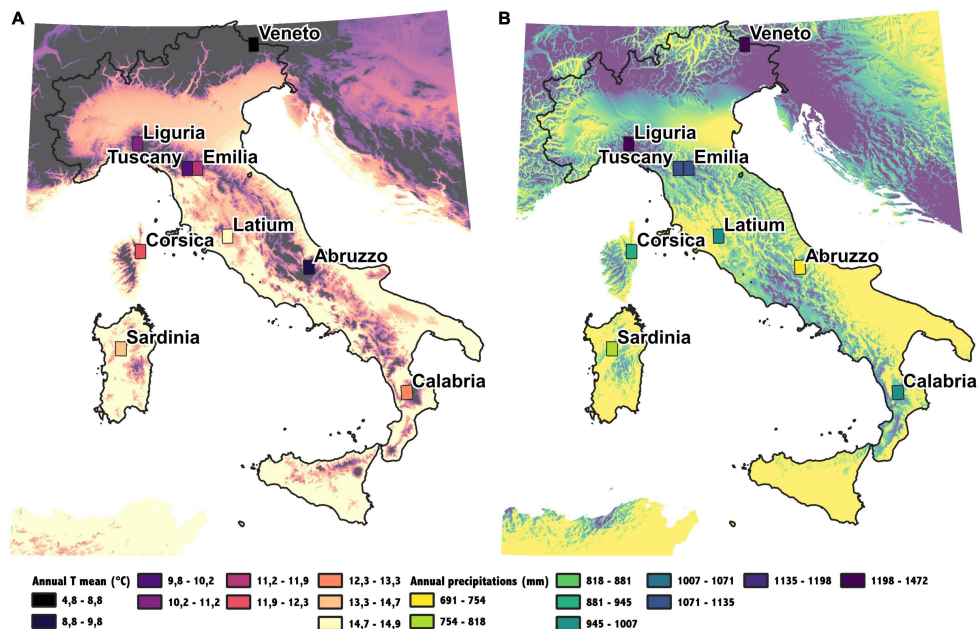 A
Veneto
Liguria
Tuscany Emilia
Latium
Corsica
Abruzzo
Sardinia
Calabria
B
Veneto
Liguria
Tuscany Emilia
Latium
Corsica
Abruzzo
Sardinia
Calabria
Annual T mean (°C)
4,8 - 8,8
8,8 - 9,8
9,8 - 10,2
10,2 - 11,2
11,2 - 11,9
11,9 - 12,3
12,3 - 13,3
13,3 - 14,7
14,7 - 14,9
Annual precipitations (mm)
691 - 754
754 - 818
818 - 881
881 - 945
945 - 1007
1007 - 1071
1071 - 1135
1135 - 1198
1198 - 1472